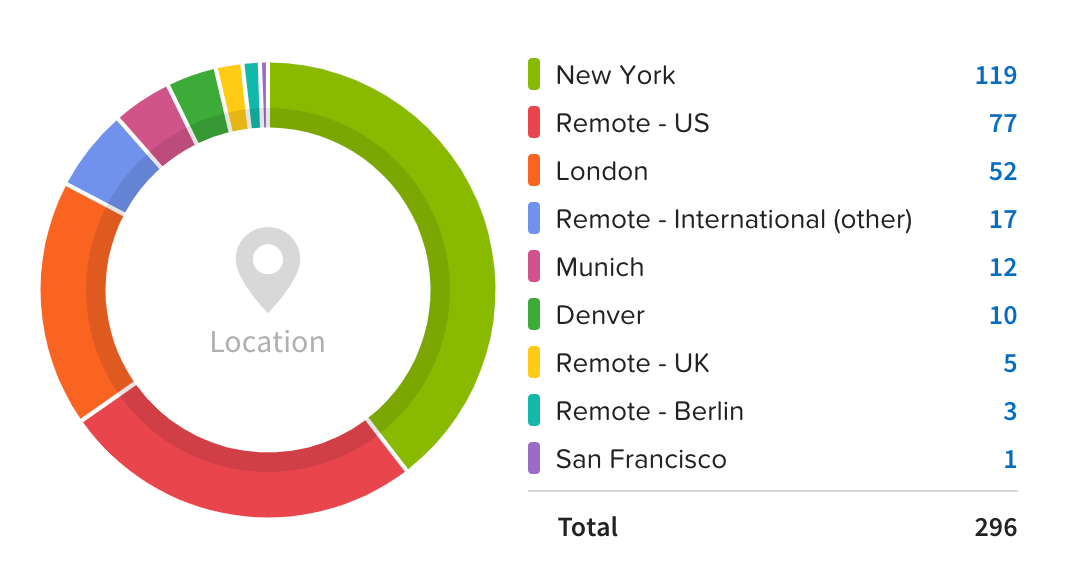 Location
New York 119
Remote - US 77
London 52
Remote - International (other) 17
Munich 12
Denver 10
Remote - UK 5
Remote - Berlin 3
San Francisco 1
Total 296